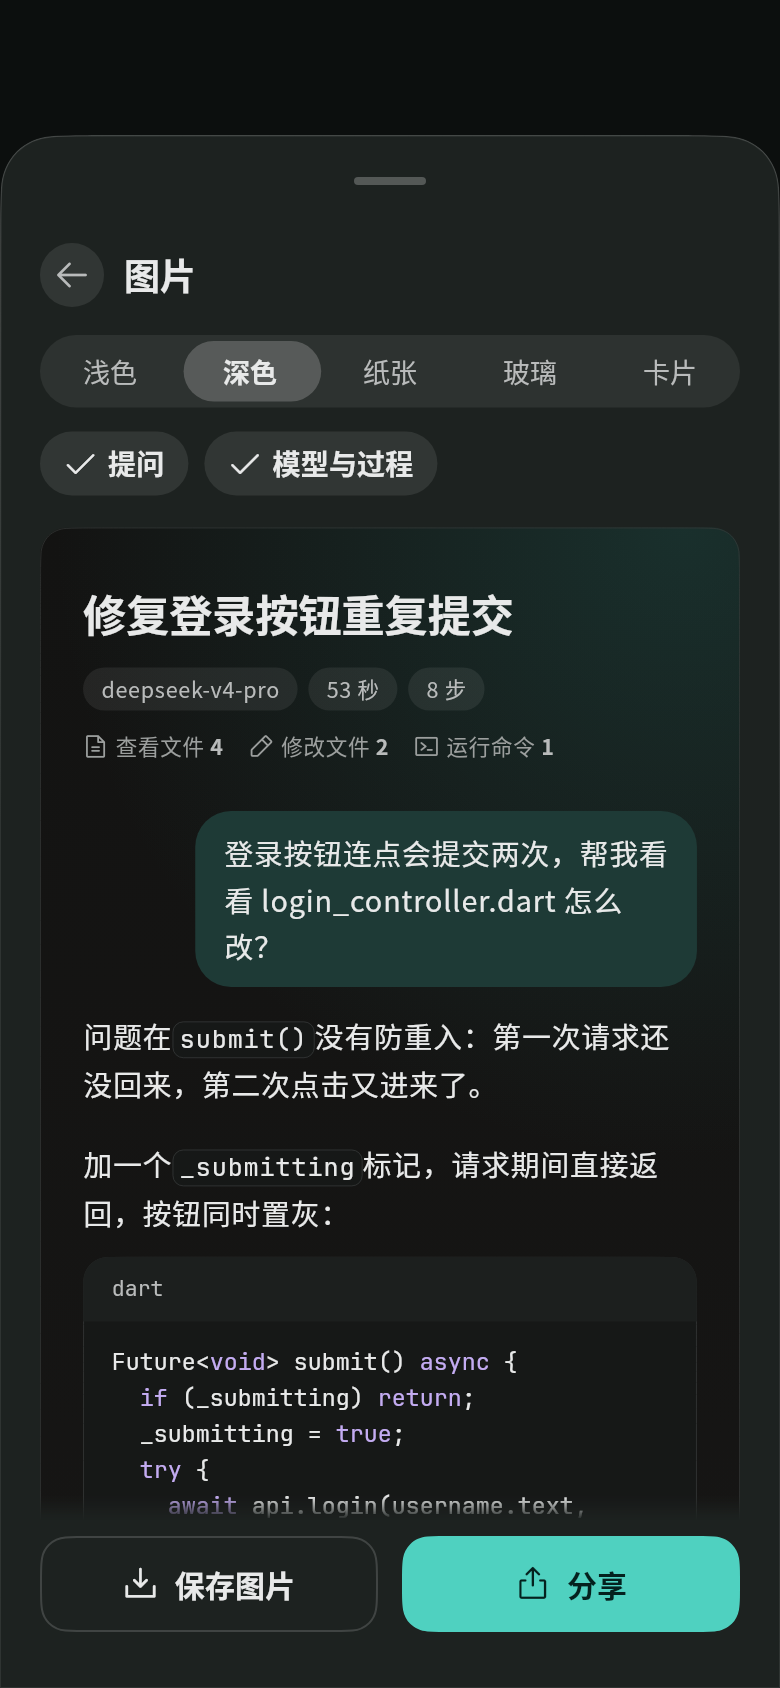 图片
浅色 深色 纸张 玻璃 卡片
提问 模型与过程
修复登录按钮重复提交
deepseek-v4-pro 53 秒 8 步
查看文件 4 修改文件 2 运行命令 1
登录按钮连点会提交两次，帮我看
看 login_controller.dart 怎么
改？
问题在 submit() 没有防重入：第一次请求还
没回来，第二次点击又进来了。
加一个 _submitting 标记，请求期间直接返
回，按钮同时置灰：
dart
Future<void> submit() async {
  if (_submitting) return;
  _submitting = true;
  try {
    await api.login(username.text,
保存图片 分享